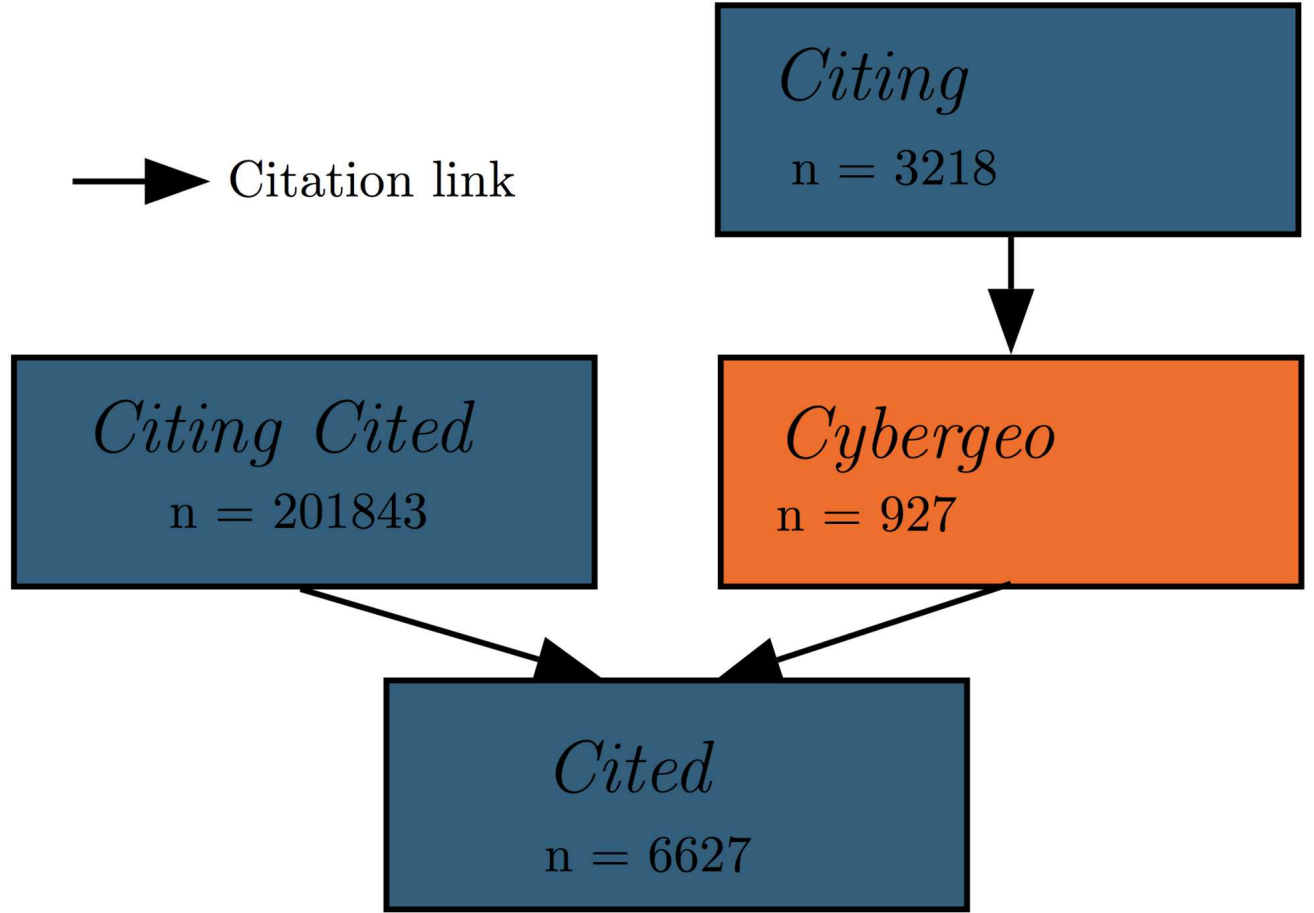 Citing
n = 3218
Citation link
Citing Cited
n = 201843
Cybergeo
n = 927
Cited
n = 6627